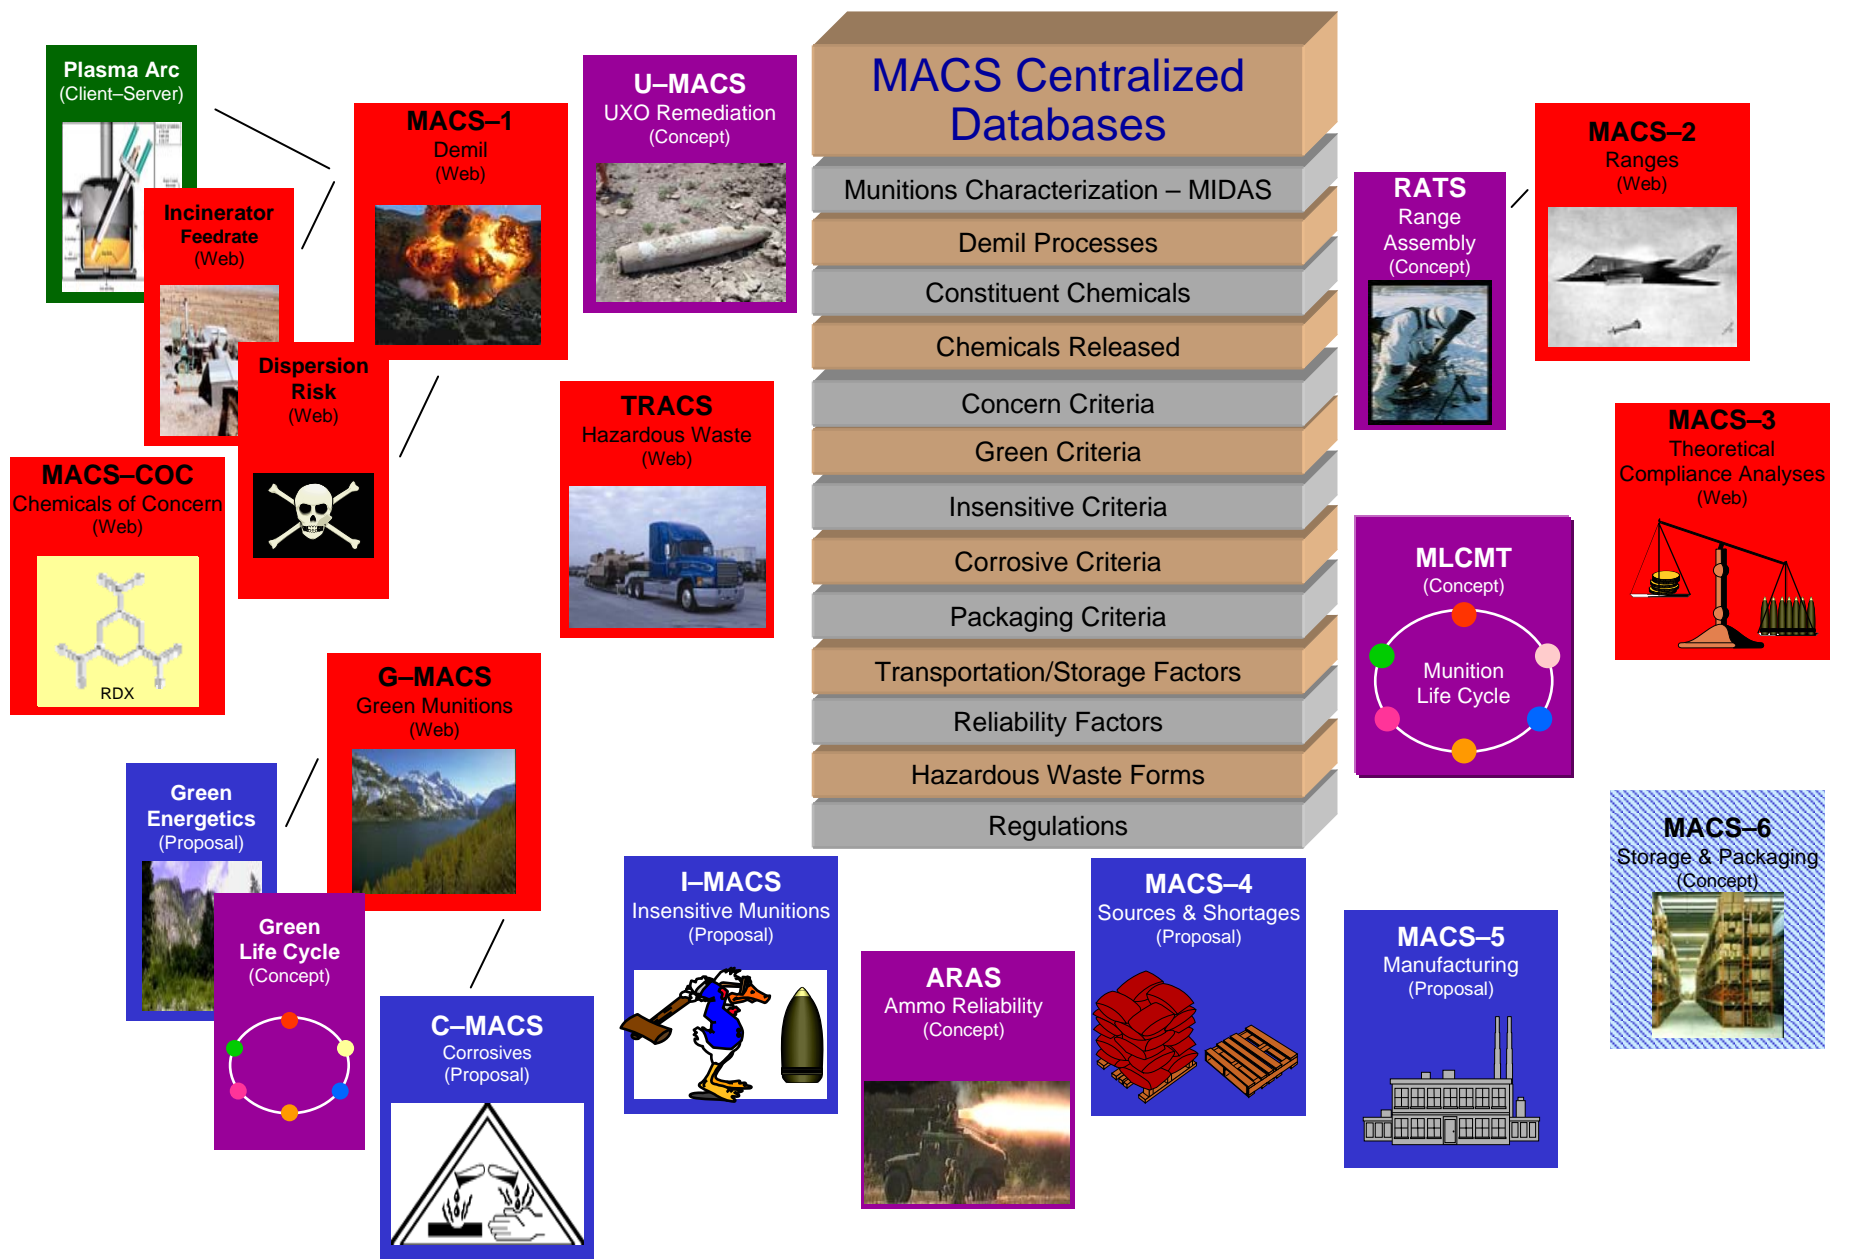 Plasma Arc
(Client–Server)
Incinerator
Feedrate
(Web)
Dispersion
Risk
(Web)
MACS–1
Demil
(Web)
U–MACS
UXO Remediation
(Concept)
TRACS
Hazardous Waste
(Web)
MACS–COC
Chemicals of Concern
(Web)
RDX
G–MACS
Green Munitions
(Web)
Green
Energetics
(Proposal)
Green
Life Cycle
(Concept)
C–MACS
Corrosives
(Proposal)
MACS Centralized
Databases
Munitions Characterization – MIDAS
Demil Processes
Constituent Chemicals
Chemicals Released
Concern Criteria
Green Criteria
Insensitive Criteria
Corrosive Criteria
Packaging Criteria
Transportation/Storage Factors
Reliability Factors
Hazardous Waste Forms
Regulations
I–MACS
Insensitive Munitions
(Proposal)
ARAS
Ammo Reliability
(Concept)
MACS–4
Sources & Shortages
(Proposal)
RATS
Range
Assembly
(Concept)
MACS–2
Ranges
(Web)
MACS–3
Theoretical
Compliance Analyses
(Web)
MLCMT
(Concept)
Munition
Life Cycle
MACS–5
Manufacturing
(Proposal)
MACS–6
Storage & Packaging
(Concept)